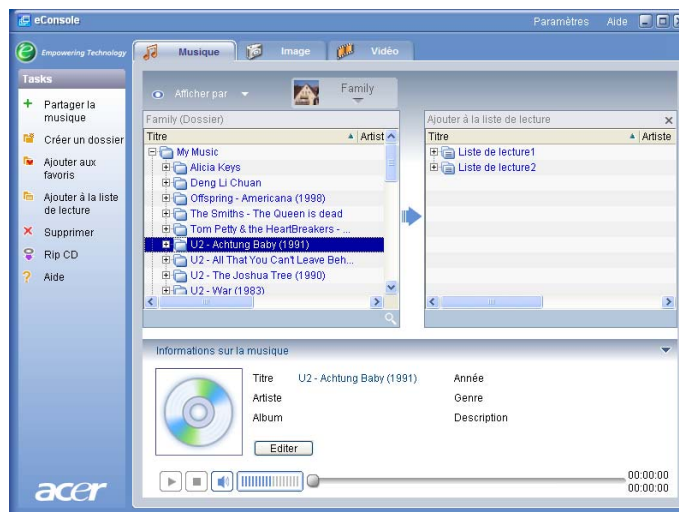 eConsole
Paramètres Aide
Empowering Technology
Musique
Image
Vidéo
Tasks
Partager la
musique
Créer un dossier
Ajouter aux
favoris
Ajouter à la liste
de lecture
Supprimer
Rip CD
Aide
Afficher par
Family
Family (Dossier)
Titre Artist
My Music
Alicia Keys
Deng Li Chuan
Offspring - Americana (1998)
The Smiths - The Queen is dead
Tom Petty & the HeartBreakers - ...
U2 - Achtung Baby (1991)
U2 - All That You Can't Leave Beh...
U2 - The Joshua Tree (1990)
U2 - War (1983)
Ajouter à la liste de lecture
Titre Artiste
Liste de lecture1
Liste de lecture2
Informations sur la musique
Titre U2 - Achtung Baby (1991)
Artiste
Album
Année
Genre
Description
Editer
00:00:00
00:00:00
acer